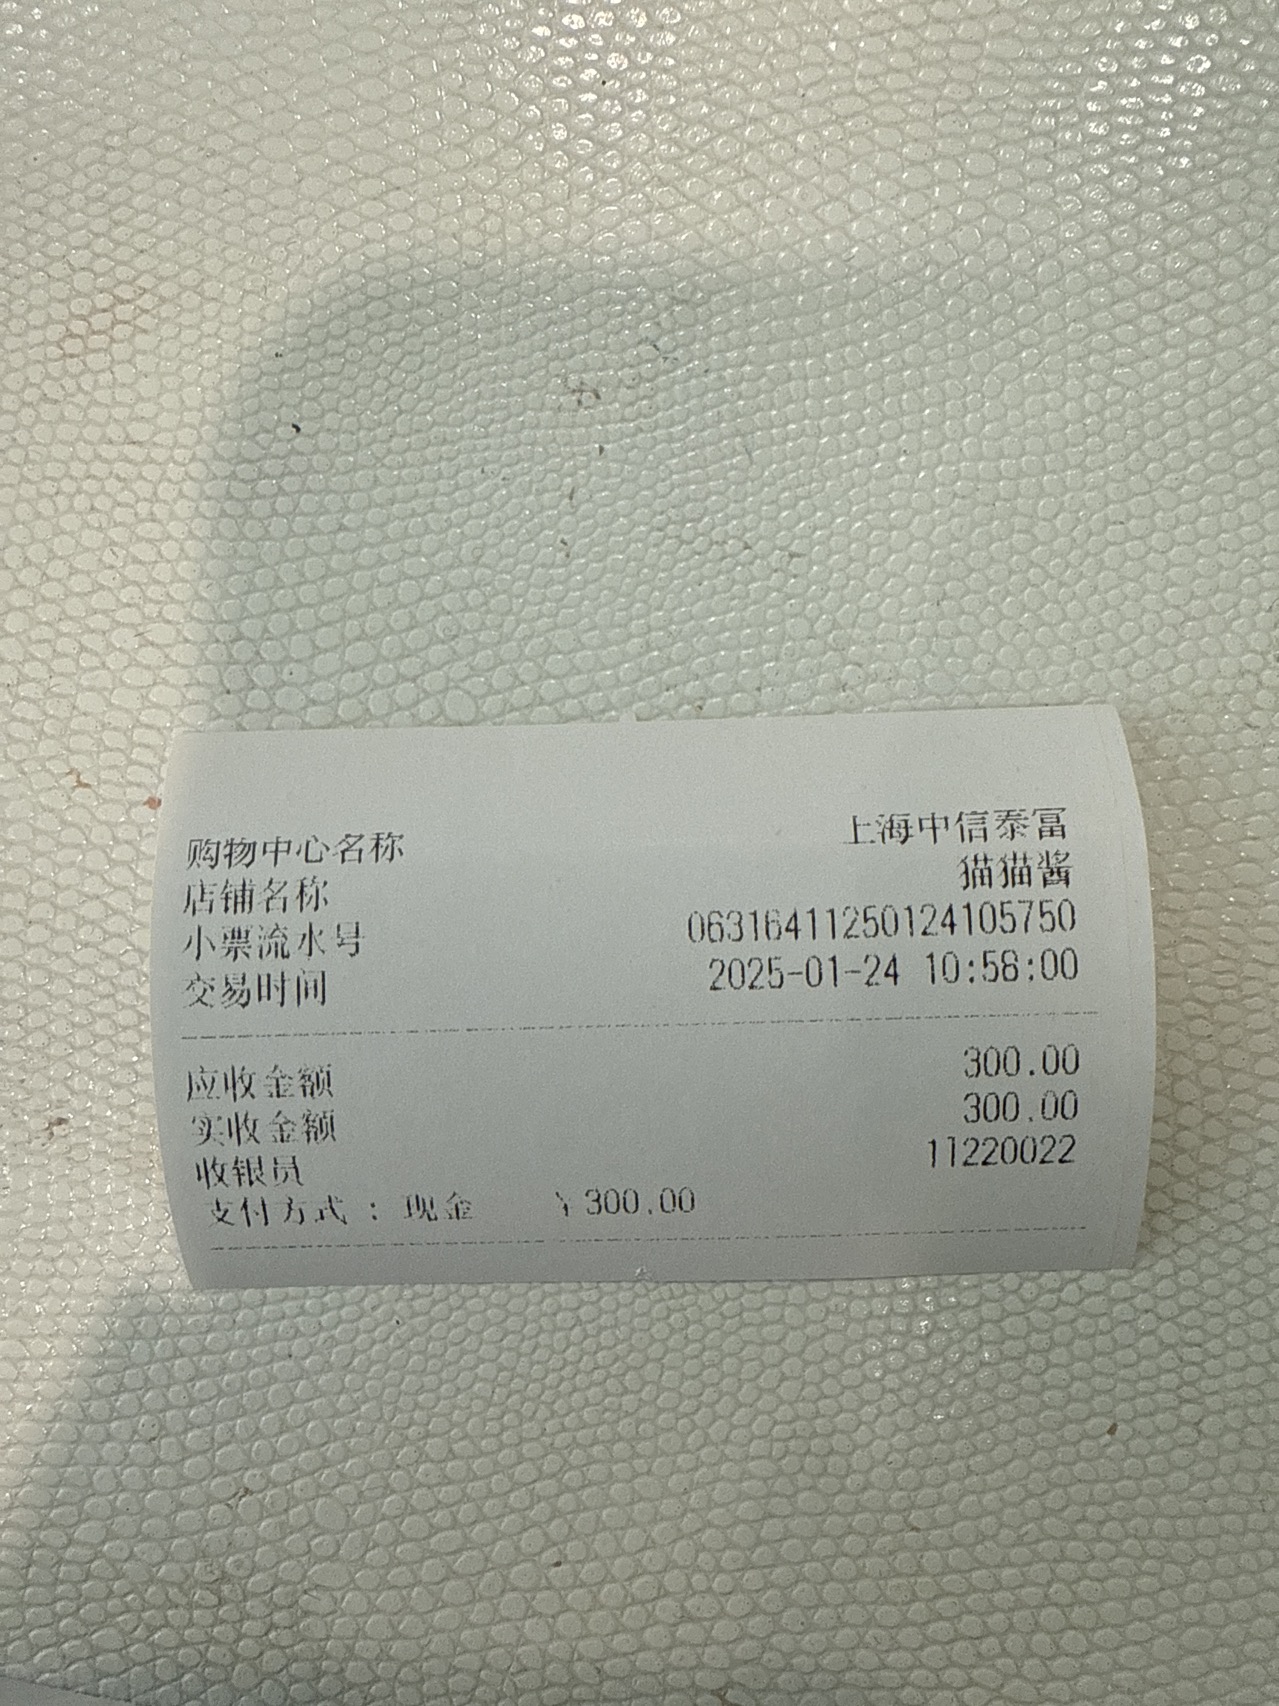 购物中心名称 上海中信泰富
店铺名称 猫猫酱
小票流水号 06316411250124105750
交易时间 2025-01-24 10:58:00
应收金额 300.00
实收金额 300.00
收银员 11220022
支付方式 : 现金 ¥300.00